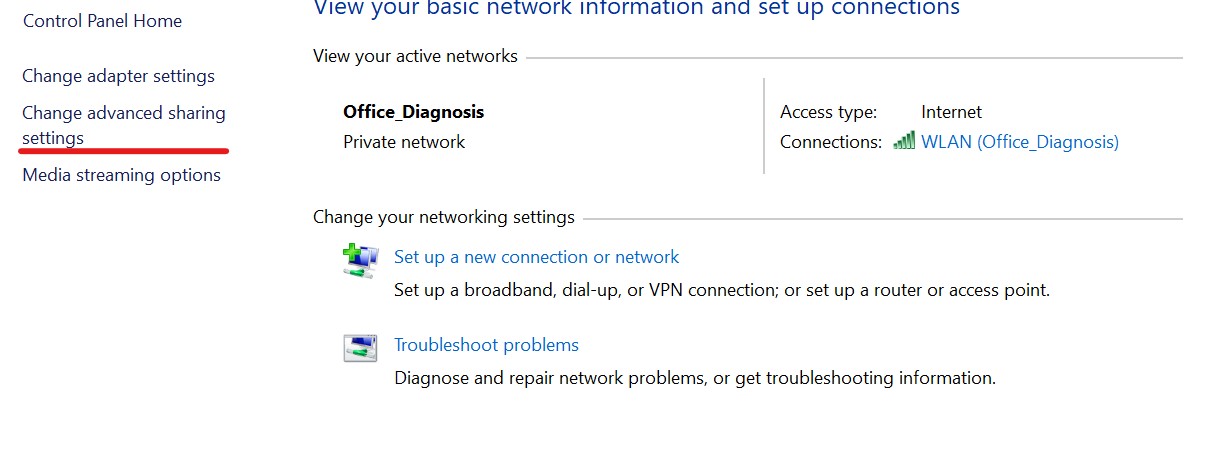 View your basic network information and set up connections
Control Panel Home
Change adapter settings
Change advanced sharing
settings
Media streaming options
View your active networks
Office_Diagnosis
Private network
Access type: Internet
Connections: WLAN (Office_Diagnosis)
Change your networking settings
Set up a new connection or network
Set up a broadband, dial-up, or VPN connection; or set up a router or access point.
Troubleshoot problems
Diagnose and repair network problems, or get troubleshooting information.